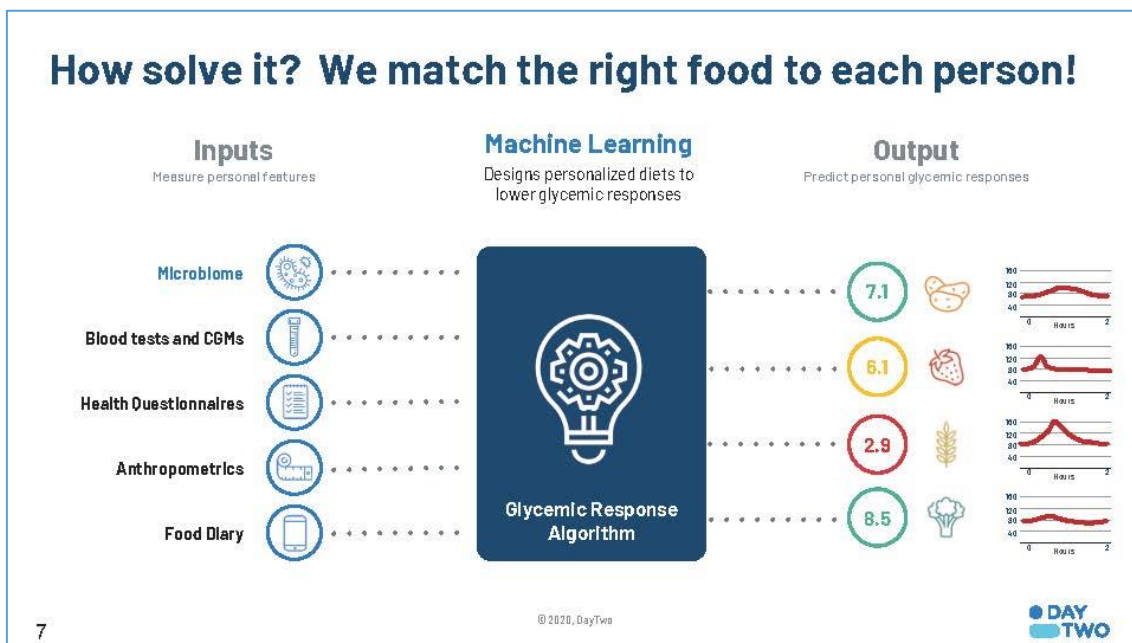 How solve it? We match the right food to each person!
Inputs
Measure personal features
Machine Learning
Designs personalized diets to
lower glycemic responses
Output
Predict personal glycemic responses
Microbiome
Blood tests and CGMs
Health Questionnaires
Anthropometrics
Food Diary
Glycemic Response
Algorithm
7.1
160
120
80
40
0 Hours 2
6.1
160
120
80
40
0 Hours 2
2.9
160
120
80
40
0 Hours 2
8.5
160
120
80
40
0 Hours 2
7
© 2020, DayTwo
DAY
TWO